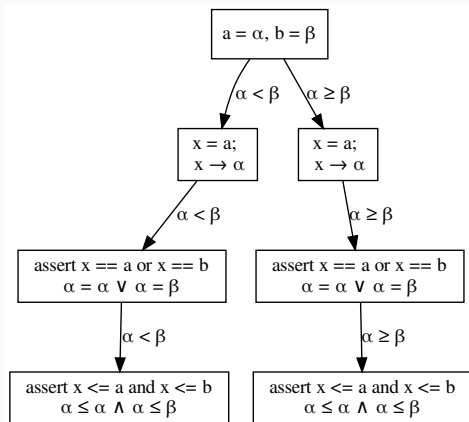 a = α, b = β
α < β
α ≥ β
x = a;
x → α
x = a;
x → α
α < β
α ≥ β
assert x == a or x == b
α = α ∨ α = β
assert x == a or x == b
α = α ∨ α = β
α < β
α ≥ β
assert x <= a and x <= b
α ≤ α ∧ α ≤ β
assert x <= a and x <= b
α ≤ α ∧ α ≤ β